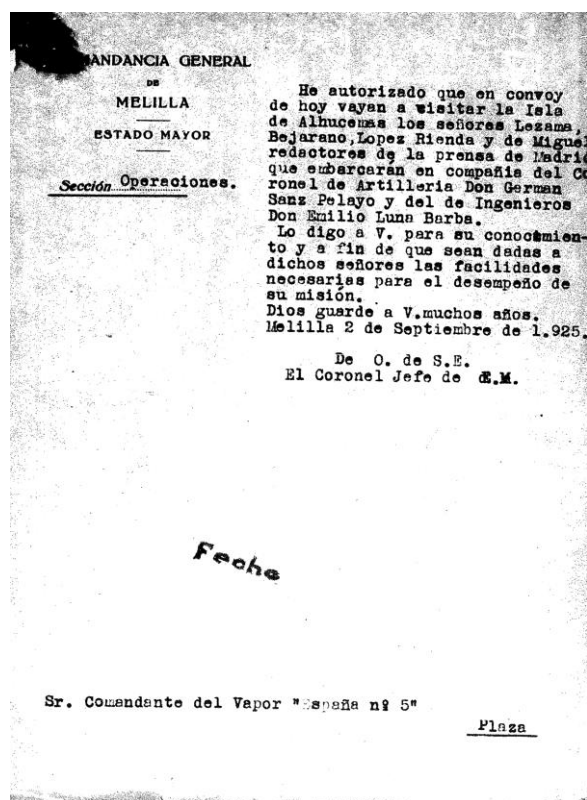 ANDANCIA GENERAL
DE
MELILLA
ESTADO MAYOR
Sección Operaciones.
He autorizado que en convoy
de hoy vayan a visitar la Isla
de Alhucemas los señores Lezama,
Bejarano,Lopez Rienda y de Miguel
redactores de la prensa de Madrid
que embarcarán en compañia del Co
ronel de Artilleria Don German
Sanz Pelayo y del de Ingenieros
Don Emilio Luna Barba.
Lo digo a V. para su conocimien-
to y a fin de que sean dadas a
dichos señores las facilidades
necesarias para el desempeño de
su misión.
Dios guarde a V.muchos años.
Melilla 2 de Septiembre de 1.925.
De O. de S.E.
El Coronel Jefe de E.M.
Fecha
Sr. Comandante del Vapor "España nº 5"
Plaza